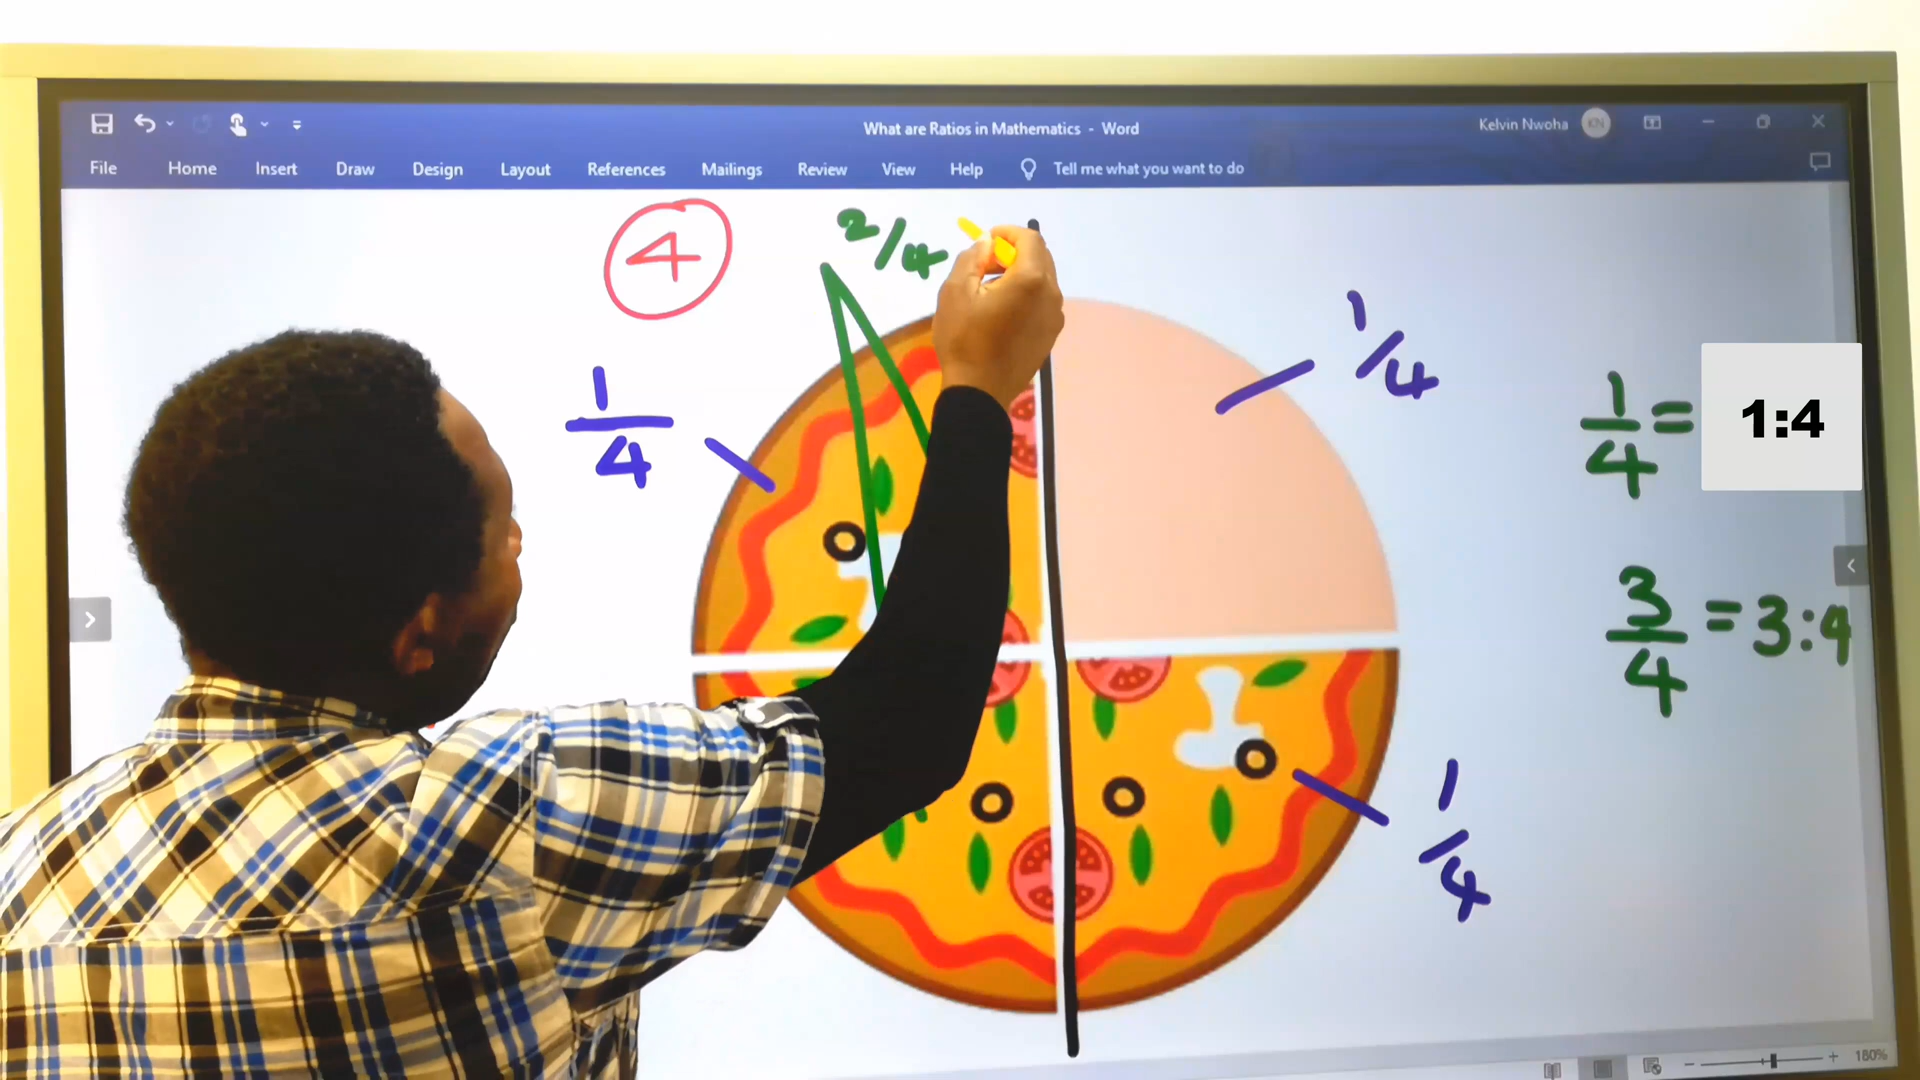 What are Ratios in Mathematics - Word
Kelvin Nwoha KN
File Home Insert Draw Design Layout References Mailings Review View Help Tell me what you want to do
4
2/4
1/4
1/4
1/4 = 1:4
3/4 = 3:4
1/4
180%